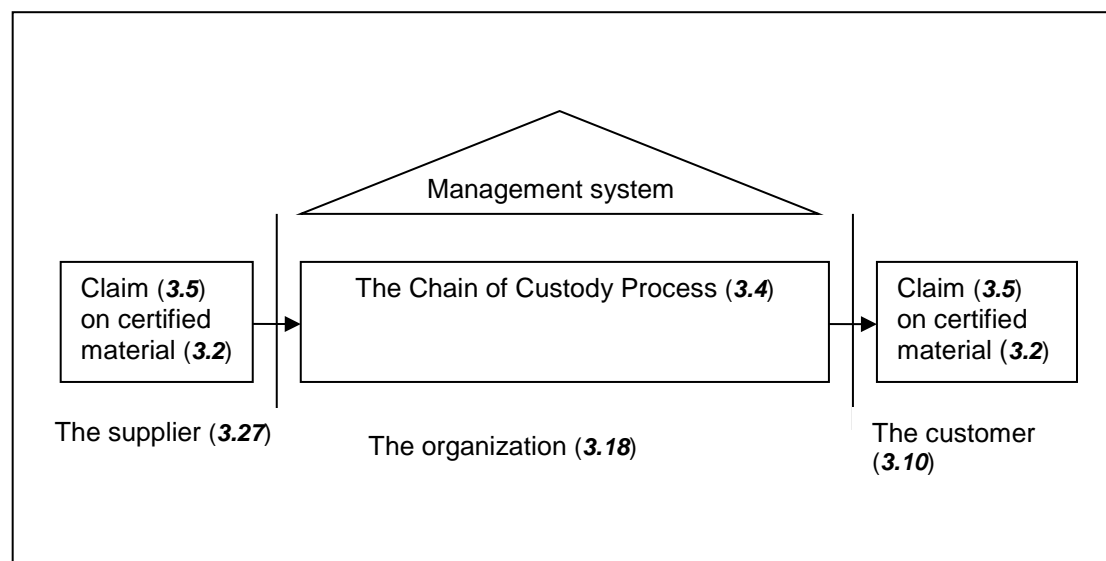 Management system
Claim (3.5)
on certified
material (3.2)
The Chain of Custody Process (3.4)
Claim (3.5)
on certified
material (3.2)
The supplier (3.27)
The organization (3.18)
The customer
(3.10)